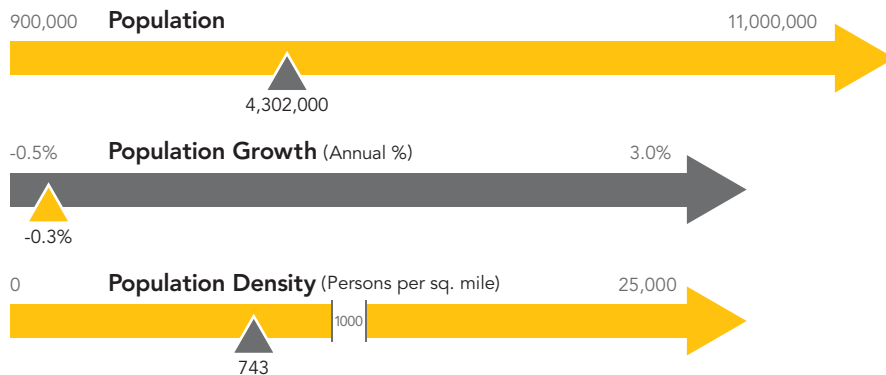 900,000 Population 11,000,000
4,302,000
-0.5% Population Growth (Annual %) 3.0%
-0.3%
0 Population Density (Persons per sq. mile) 25,000
1000
743